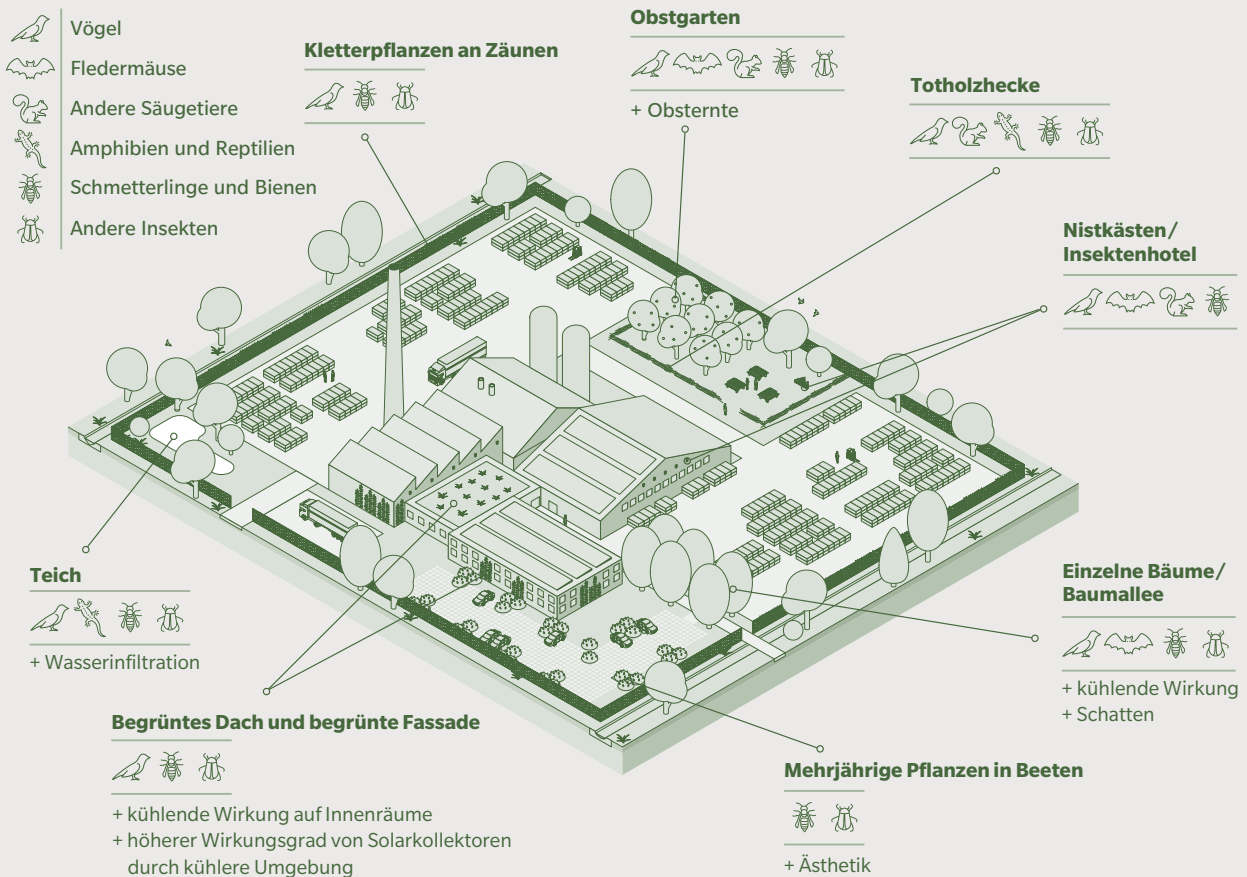 Vögel
Fledermäuse
Andere Säugetiere
Amphibien und Reptilien
Schmetterlinge und Bienen
Andere Insekten
Kletterpflanzen an Zäunen
Obstgarten
+ Obsternte
Totholzhecke
Nistkästen/
Insektenhotel
Teich
+ Wasserinfiltration
Begrüntes Dach und begrünte Fassade
+ kühlende Wirkung auf Innenräume
+ höherer Wirkungsgrad von Solarkollektoren
durch kühlere Umgebung
Einzelne Bäume/
Baumallee
+ kühlende Wirkung
+ Schatten
Mehrjährige Pflanzen in Beeten
+ Ästhetik